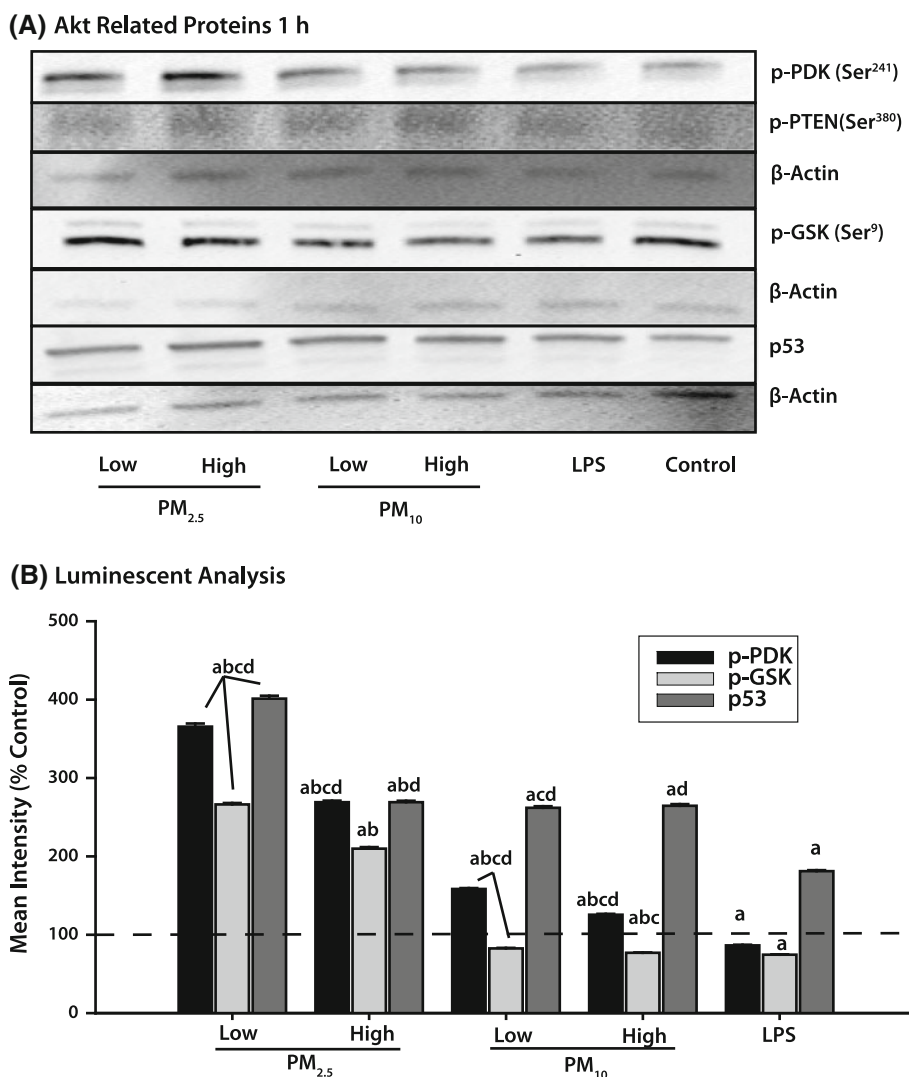 (A) Akt Related Proteins 1 h
p-PDK (Ser²⁴¹)
p-PTEN(Ser³⁸⁰)
β-Actin
p-GSK (Ser⁹)
β-Actin
p53
β-Actin
Low High Low High LPS Control
PM₂.₅ PM₁₀
(B) Luminescent Analysis
Mean Intensity (% Control)
500
400
300
200
100
0
p-PDK
p-GSK
p53
abcd
abcd abd
ab
abcd
acd
abcd
abc
ad
a
a
a
Low High Low High LPS
PM₂.₅ PM₁₀